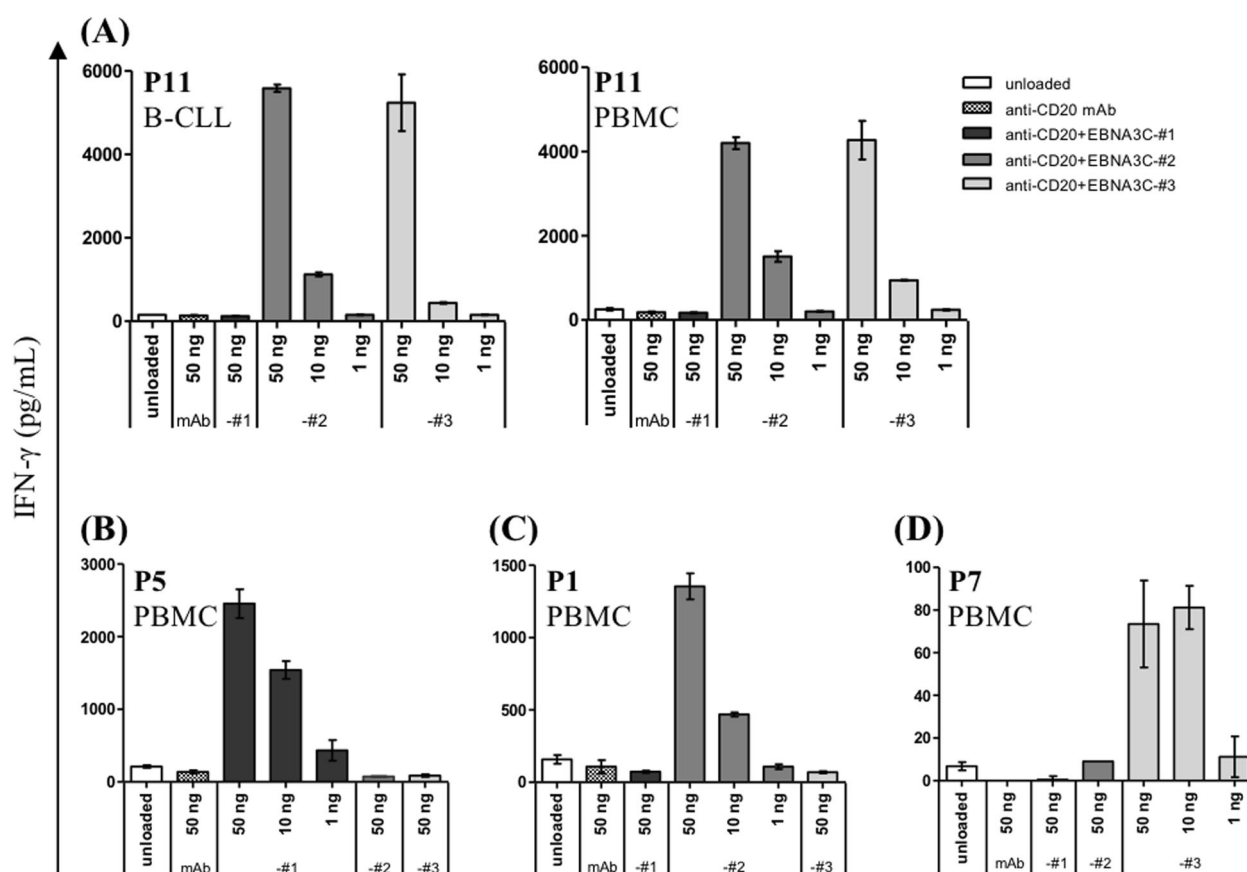 (A)
IFN-γ (pg/mL)
P11
B-CLL
6000
4000
2000
0
unloaded
50 ng
50 ng
50 ng
10 ng
1 ng
50 ng
10 ng
1 ng
mAb
-#1
-#2
-#3
P11
PBMC
6000
4000
2000
0
unloaded
50 ng
50 ng
50 ng
10 ng
1 ng
50 ng
10 ng
1 ng
mAb
-#1
-#2
-#3
unloaded
anti-CD20 mAb
anti-CD20+EBNA3C-#1
anti-CD20+EBNA3C-#2
anti-CD20+EBNA3C-#3
(B)
P5
PBMC
3000
2000
1000
0
unloaded
50 ng
50 ng
10 ng
1 ng
50 ng
50 ng
mAb
-#1
-#2
-#3
(C)
P1
PBMC
1500
1000
500
0
unloaded
50 ng
50 ng
50 ng
10 ng
1 ng
50 ng
mAb
-#1
-#2
-#3
(D)
P7
PBMC
100
80
60
40
20
0
unloaded
50 ng
50 ng
50 ng
50 ng
10 ng
1 ng
mAb
-#1
-#2
-#3